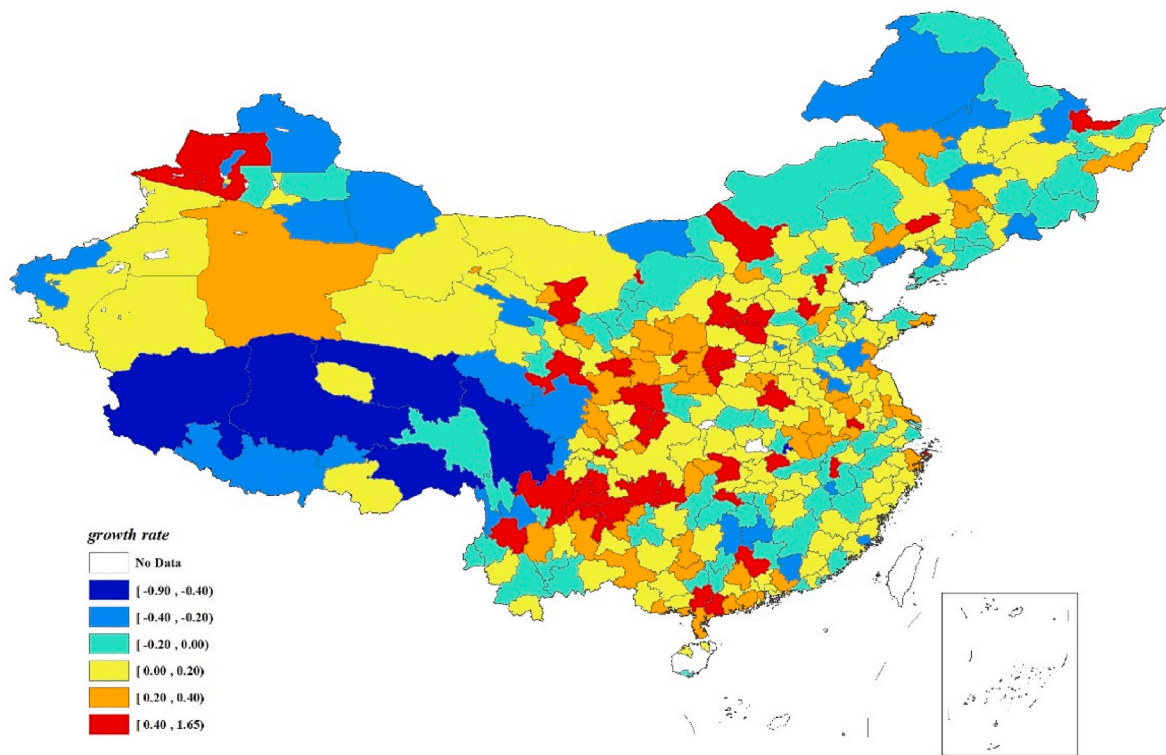 growth rate
No Data
[ -0.90 , -0.40)
[ -0.40 , -0.20)
[ -0.20 , 0.00)
[ 0.00 , 0.20)
[ 0.20 , 0.40)
[ 0.40 , 1.65)